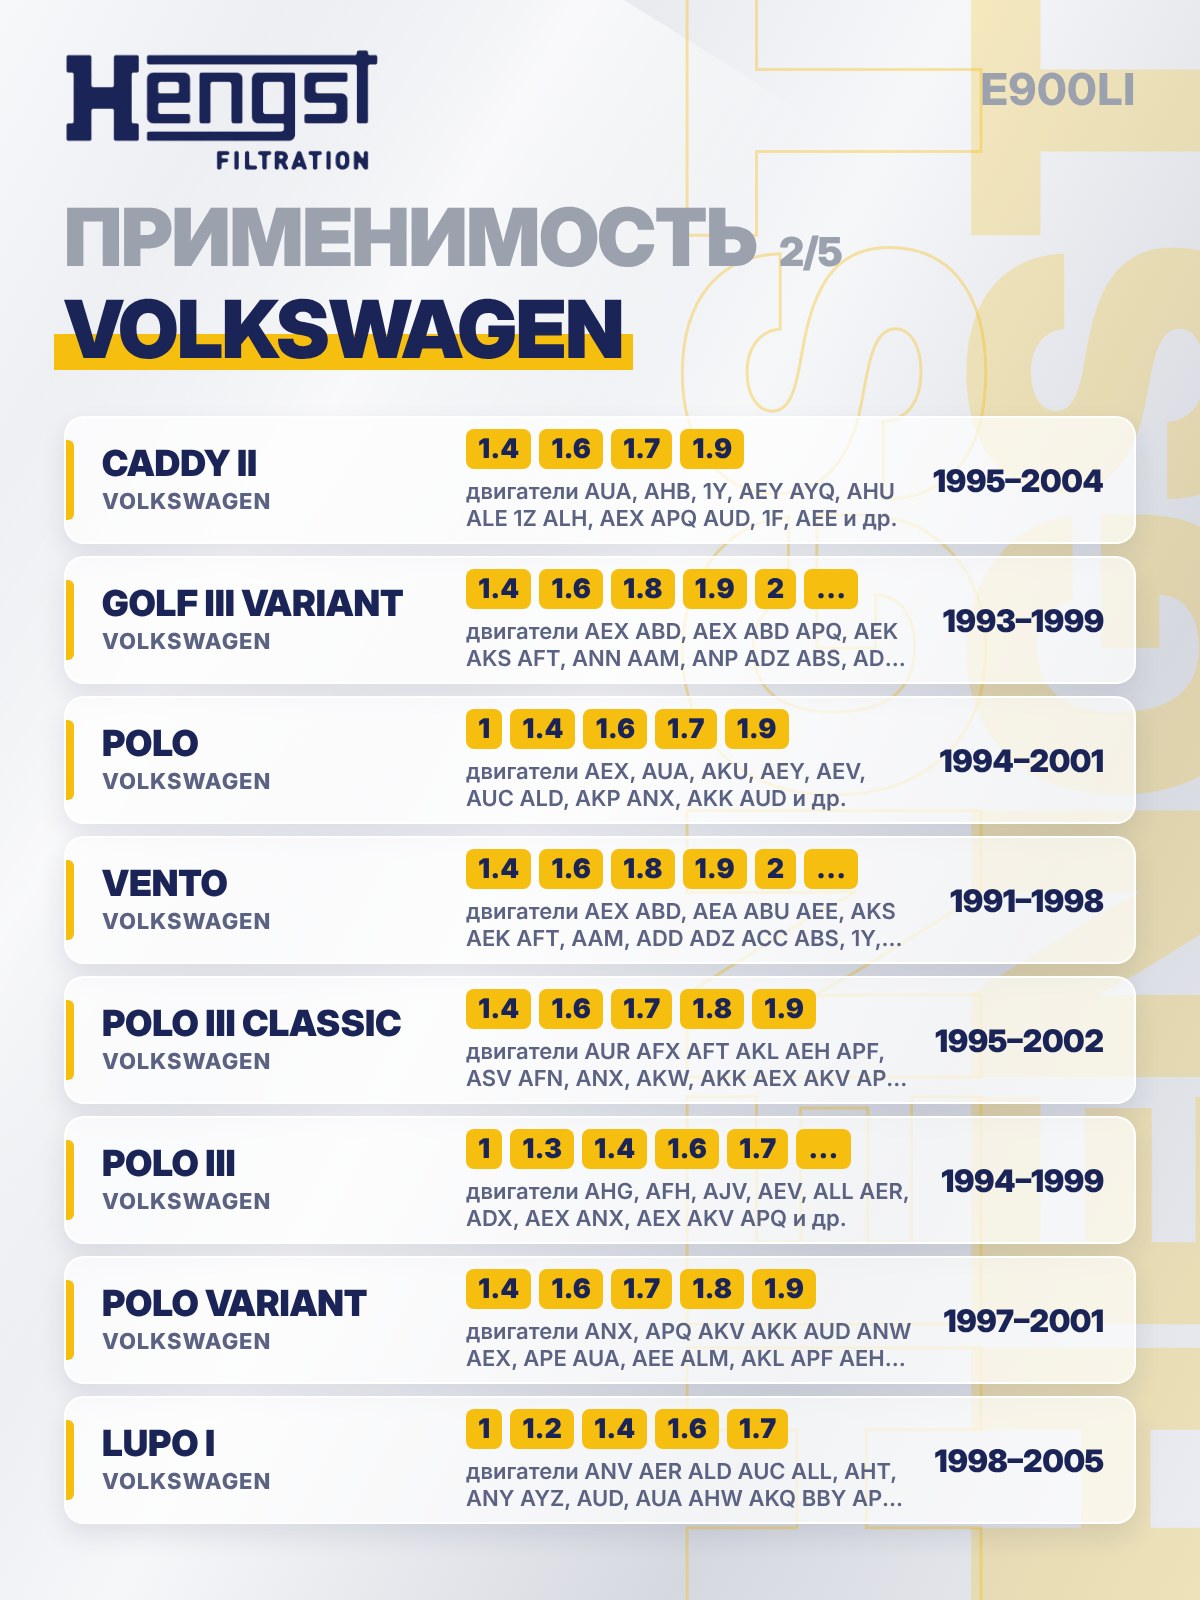 Hengst
FILTRATION
E900LI
ПРИМЕНИМОСТЬ 2/5
VOLKSWAGEN
CADDY II
VOLKSWAGEN
1.4 1.6 1.7 1.9
двигатели AUA, AHB, 1Y, AEY AYQ, AHU
ALE 1Z ALH, AEX APQ AUD, 1F, AEE и др.
1995–2004
GOLF III VARIANT
VOLKSWAGEN
1.4 1.6 1.8 1.9 2 ...
двигатели AEX ABD, AEX ABD APQ, AEK
AKS AFT, ANN AAM, ANP ADZ ABS, AD...
1993–1999
POLO
VOLKSWAGEN
1 1.4 1.6 1.7 1.9
двигатели AEX, AUA, AKU, AEY, AEV,
AUC ALD, AKP ANX, AKK AUD и др.
1994–2001
VENTO
VOLKSWAGEN
1.4 1.6 1.8 1.9 2 ...
двигатели AEX ABD, AEA ABU AEE, AKS
AEK AFT, AAM, ADD ADZ ACC ABS, 1Y,...
1991–1998
POLO III CLASSIC
VOLKSWAGEN
1.4 1.6 1.7 1.8 1.9
двигатели AUR AFX AFT AKL AEH APF,
ASV AFN, ANX, AKW, AKK AEX AKV AP...
1995–2002
POLO III
VOLKSWAGEN
1 1.3 1.4 1.6 1.7 ...
двигатели AHG, AFH, AJV, AEV, ALL AER,
ADX, AEX ANX, AEX AKV APQ и др.
1994–1999
POLO VARIANT
VOLKSWAGEN
1.4 1.6 1.7 1.8 1.9
двигатели ANX, APQ AKV AKK AUD ANW
AEX, APE AUA, AEE ALM, AKL APF AEH...
1997–2001
LUPO I
VOLKSWAGEN
1 1.2 1.4 1.6 1.7
двигатели ANV AER ALD AUC ALL, AHT,
ANY AYZ, AUD, AUA AHW AKQ BBY AP...
1998–2005
HENGST
HENGST